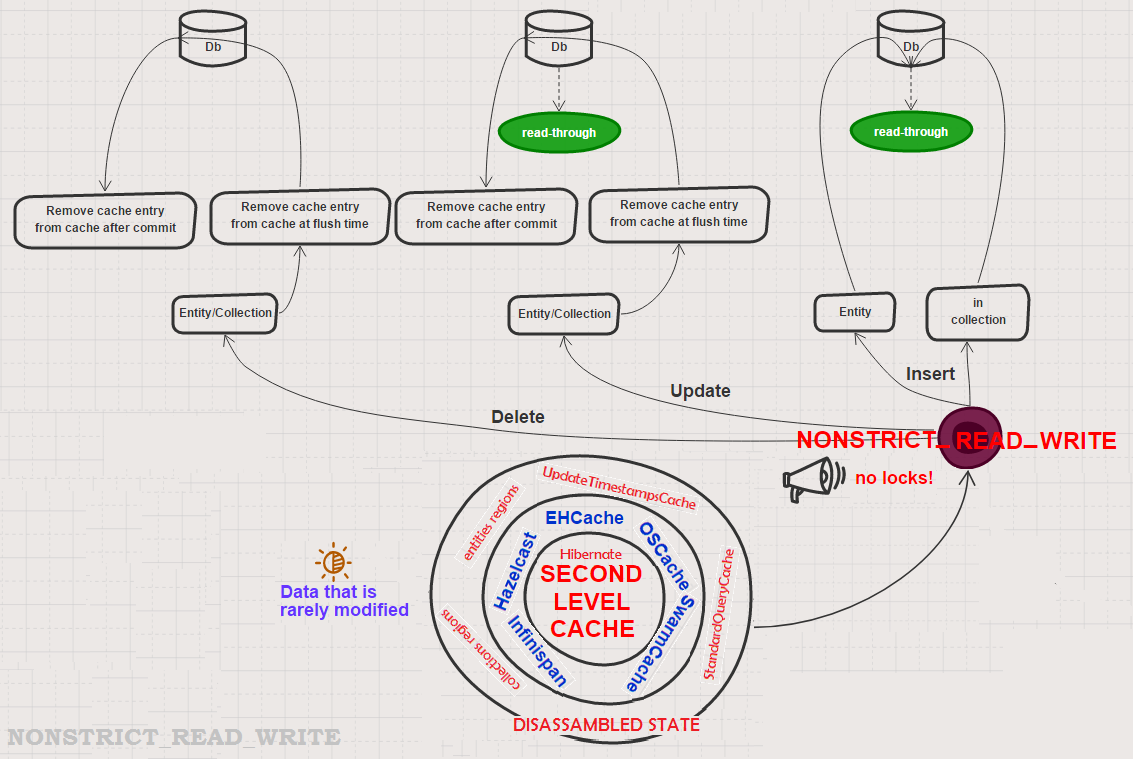 Db
Db
Db
read-through
read-through
Remove cache entry
from cache after commit
Remove cache entry
from cache at flush time
Remove cache entry
from cache after commit
Remove cache entry
from cache at flush time
Entity/Collection
Entity/Collection
Entity
in
collection
Insert
Update
Delete
NONSTRICT_READ_WRITE
no locks!
UpdateTimestampsCache
entities regions
EHCache
OSCache
Hazelcast
Hibernate
SECOND
LEVEL
CACHE
SwarmCache
StandardQueryCache
Infinispan
collections regions
DISASSAMBLED STATE
Data that is
rarely modified
NONSTRICT_READ_WRITE